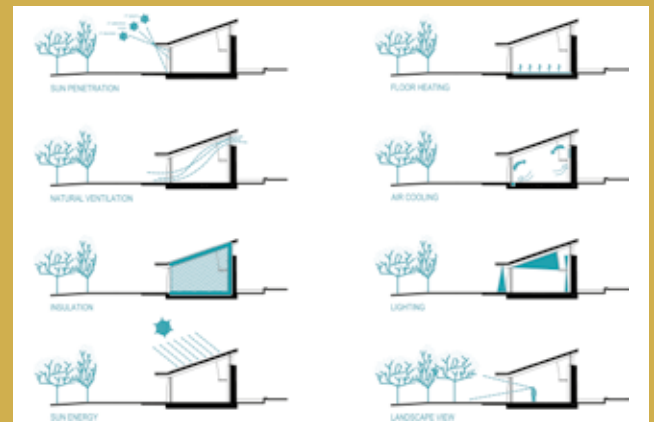 SUN PENETRATION
FLOOR HEATING
NATURAL VENTILATION
AIR COOLING
INSULATION
LIGHTING
SUN ENERGY
LANDSCAPE VIEW